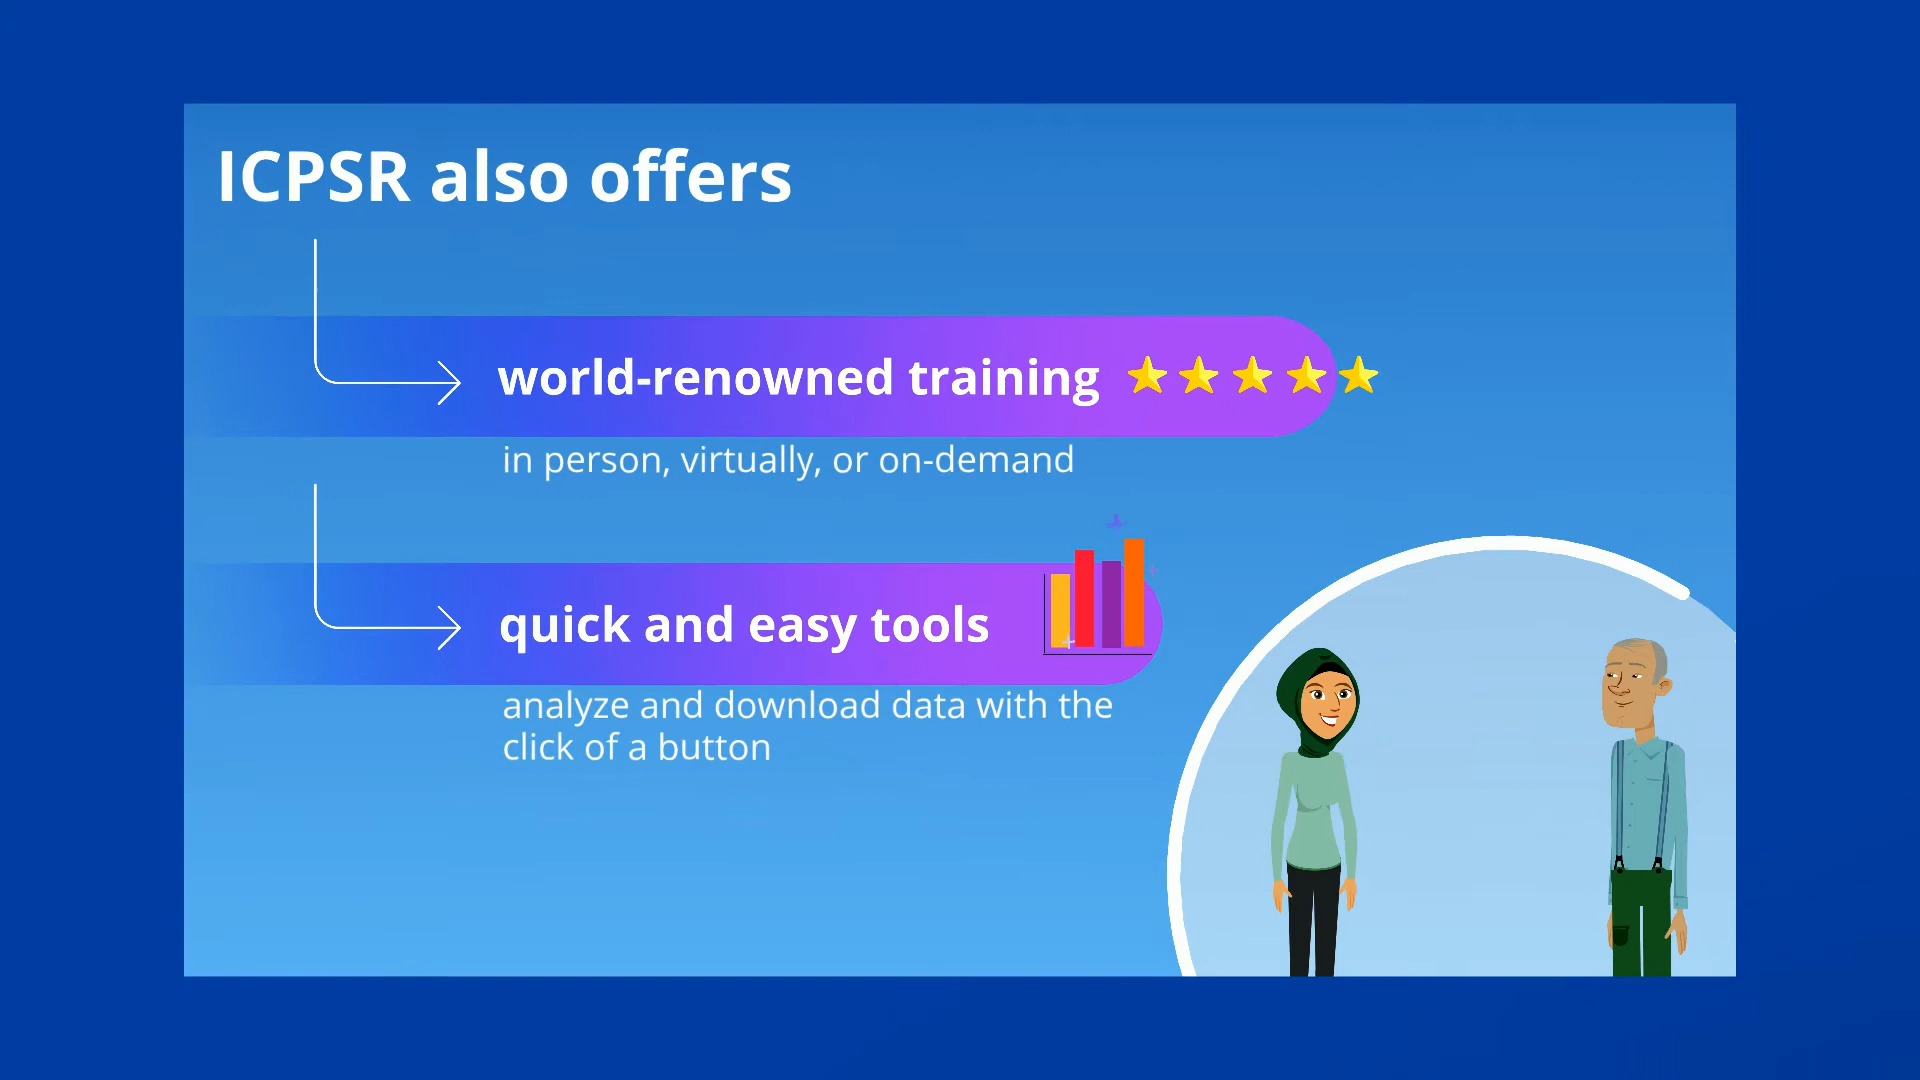 ICPSR also offers
world-renowned training
in person, virtually, or on-demand
quick and easy tools
analyze and download data with the
click of a button